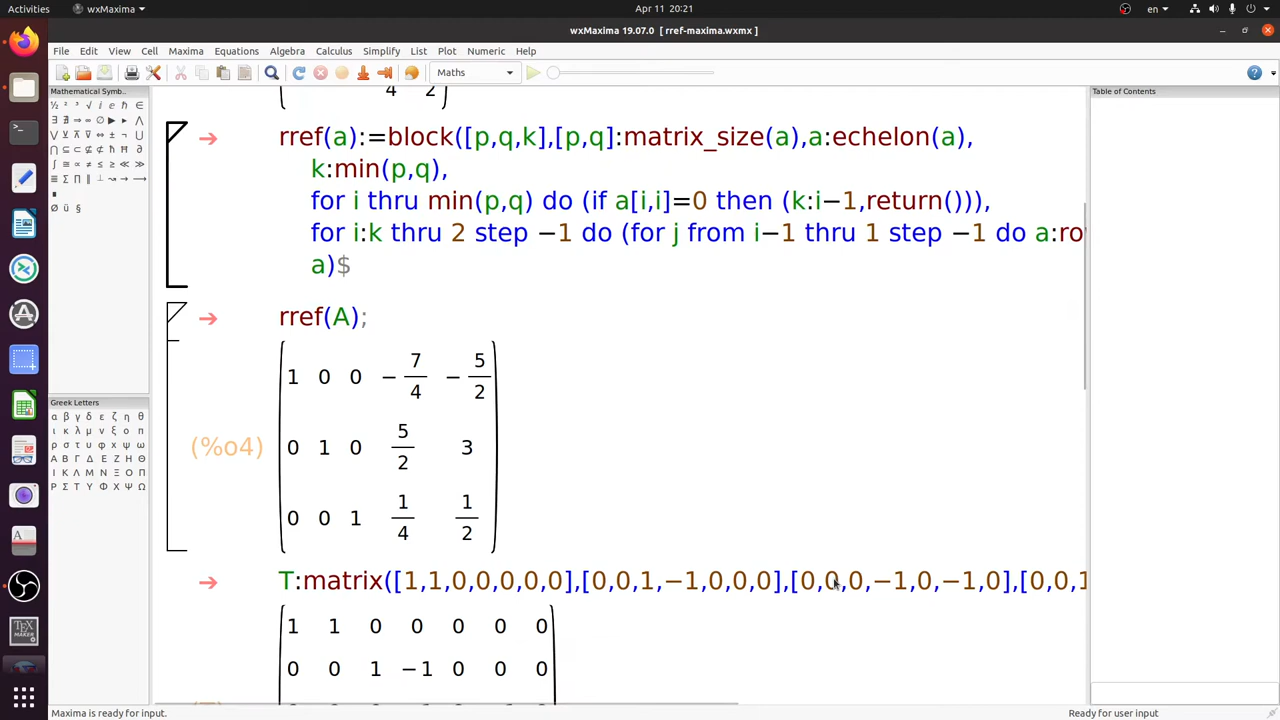 Activities
wxMaxima
Apr 11 20:21
en
wxMaxima 19.07.0 [ rref-maxima.wxmx ]
File Edit View Cell Maxima Equations Algebra Calculus Simplify List Plot Numeric Help
Maths
Mathematical Symb..
Table of Contents
4 2
rref(a):=block([p,q,k],[p,q]:matrix_size(a),a:echelon(a),
k:min(p,q),
for i thru min(p,q) do (if a[i,i]=0 then (k:i−1,return())),
for i:k thru 2 step −1 do (for j from i−1 thru 1 step −1 do a:ro
a)$
rref(A);
1 0 0 − 7/4 − 5/2
(%o4) 0 1 0 5/2 3
0 0 1 1/4 1/2
T:matrix([1,1,0,0,0,0,0],[0,0,1,−1,0,0,0],[0,0,0,−1,0,−1,0],[0,0,1
1 1 0 0 0 0 0
0 0 1 −1 0 0 0
Greek Letters
α β γ δ ε ζ η θ
ι κ λ μ ν ξ ο π
ρ σ τ υ φ χ ψ ω
Α Β Γ Δ Ε Ζ Η Θ
Ι Κ Λ Μ Ν Ξ Ο Π
Ρ Σ Τ Υ Φ Χ Ψ Ω
Maxima is ready for input.
Ready for user input